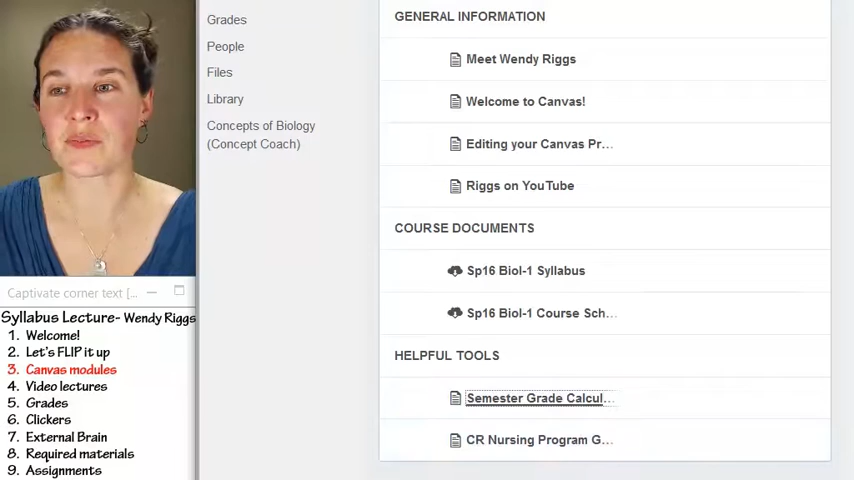 Grades
People
Files
Library
Concepts of Biology
(Concept Coach)
GENERAL INFORMATION
Meet Wendy Riggs
Welcome to Canvas!
Editing your Canvas Pr...
Riggs on YouTube
COURSE DOCUMENTS
Sp16 Biol-1 Syllabus
Sp16 Biol-1 Course Sch...
HELPFUL TOOLS
Semester Grade Calcul...
CR Nursing Program G...
Captivate corner text [...
Syllabus Lecture- Wendy Riggs
1. Welcome!
2. Let's FLIP it up
3. Canvas modules
4. Video lectures
5. Grades
6. Clickers
7. External Brain
8. Required materials
9. Assignments